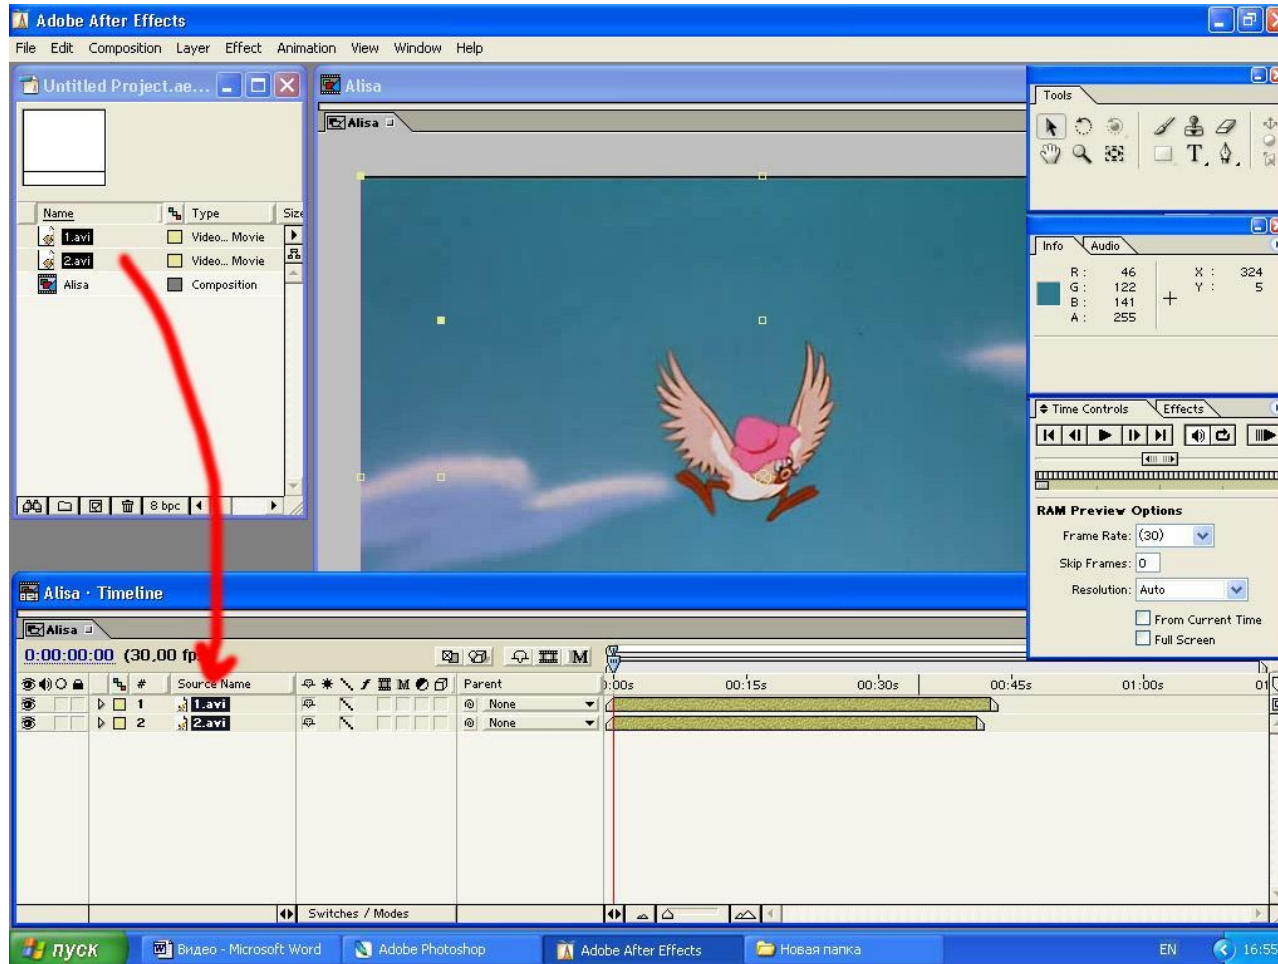 Adobe After Effects
File Edit Composition Layer Effect Animation View Window Help
Untitled Project.ae...
Alisa
Alisa
Name Type Size
1.avi Video... Movie
2.avi Video... Movie
Alisa Composition
8 bpc
Tools
T
Info Audio
R : 46 X : 324
G : 122 Y : 5
B : 141
A : 255
Time Controls Effects
RAM Preview Options
Frame Rate: (30)
Skip Frames: 0
Resolution: Auto
From Current Time
Full Screen
Alisa · Timeline
Alisa
0:00:00:00 (30,00
M
# Source Name M Parent 00:15s 00:30s 00:45s 01:00s
1 1.avi None
2 2.avi None
Switches / Modes
пуск Видео - Microsoft Word Adobe Photoshop Adobe After Effects Новая папка EN 16:55